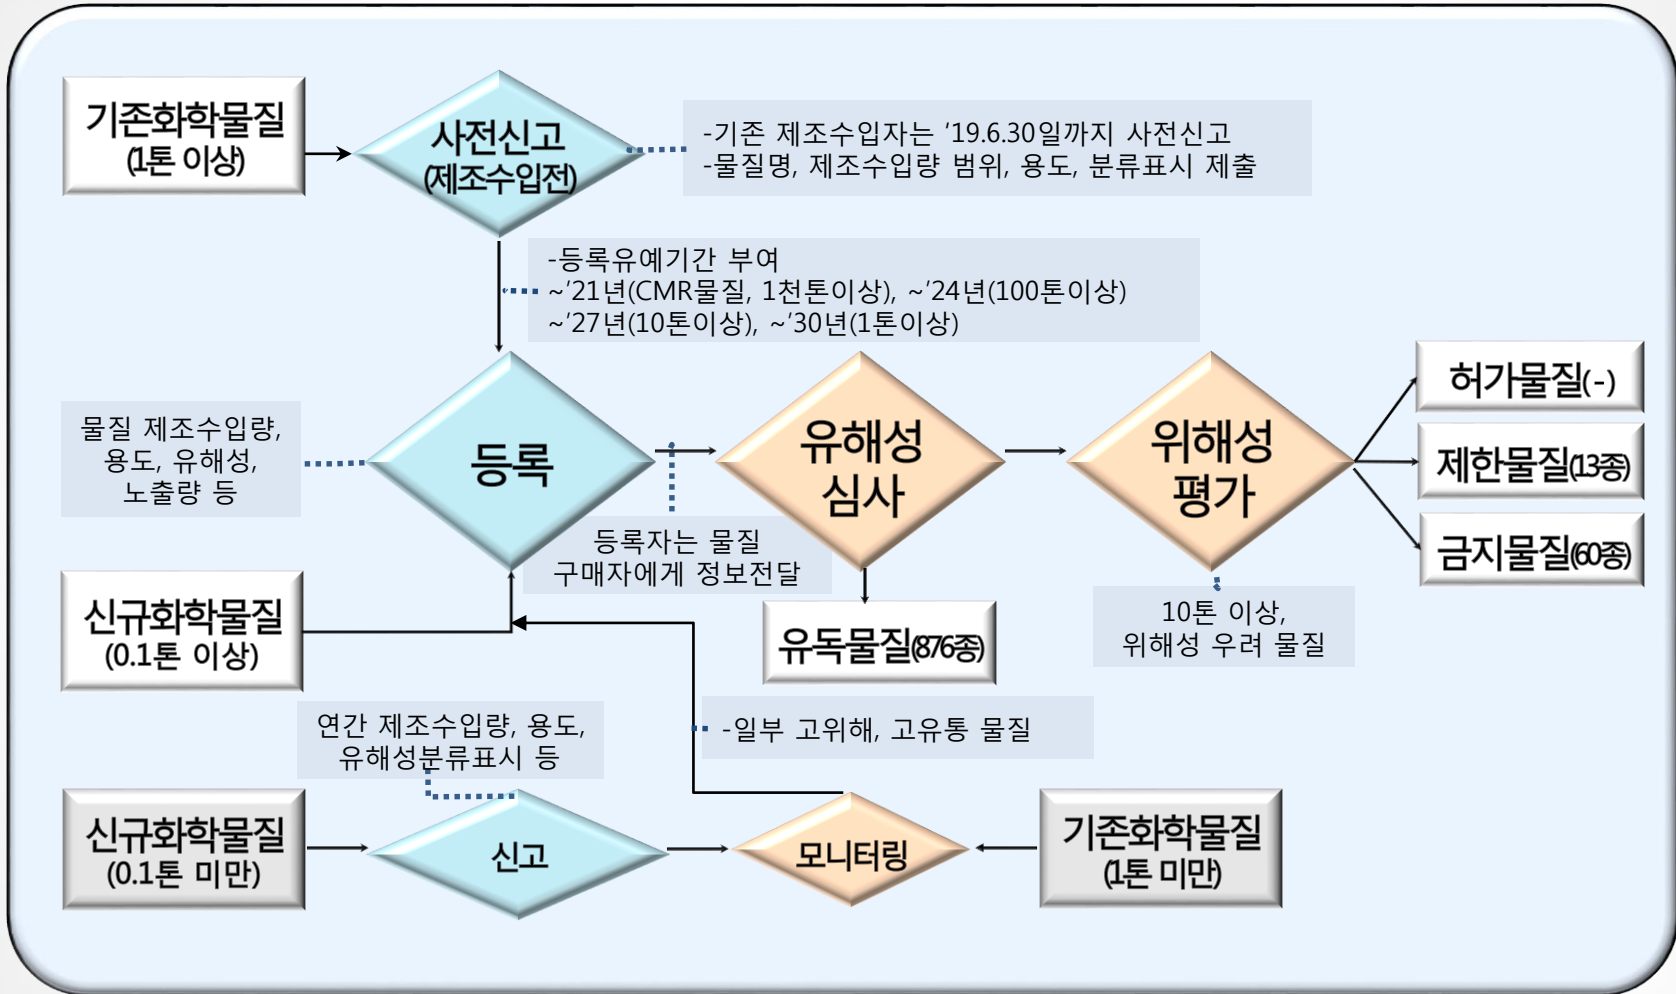 기존화학물질
(1톤 이상)
사전신고
(제조수입전)
-기존 제조수입자는 '19.6.30일까지 사전신고
-물질명, 제조수입량 범위, 용도, 분류표시 제출
-등록유예기간 부여
~'21년(CMR물질, 1천톤이상), ~'24년(100톤이상)
~'27년(10톤이상), ~'30년(1톤이상)
물질 제조수입량,
용도, 유해성,
노출량 등
등록
유해성
심사
위해성
평가
허가물질(-)
제한물질(13종)
금지물질(60종)
등록자는 물질
구매자에게 정보전달
신규화학물질
(0.1톤 이상)
유독물질(876종)
10톤 이상,
위해성 우려 물질
연간 제조수입량, 용도,
유해성분류표시 등
-일부 고위해, 고유통 물질
신규화학물질
(0.1톤 미만)
신고
모니터링
기존화학물질
(1톤 미만)